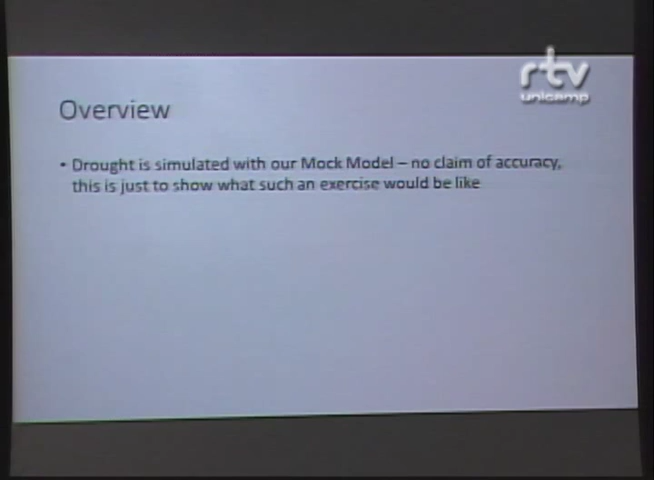 rtv
unicamp
Overview
• Drought is simulated with our Mock Model – no claim of accuracy,
this is just to show what such an exercise would be like